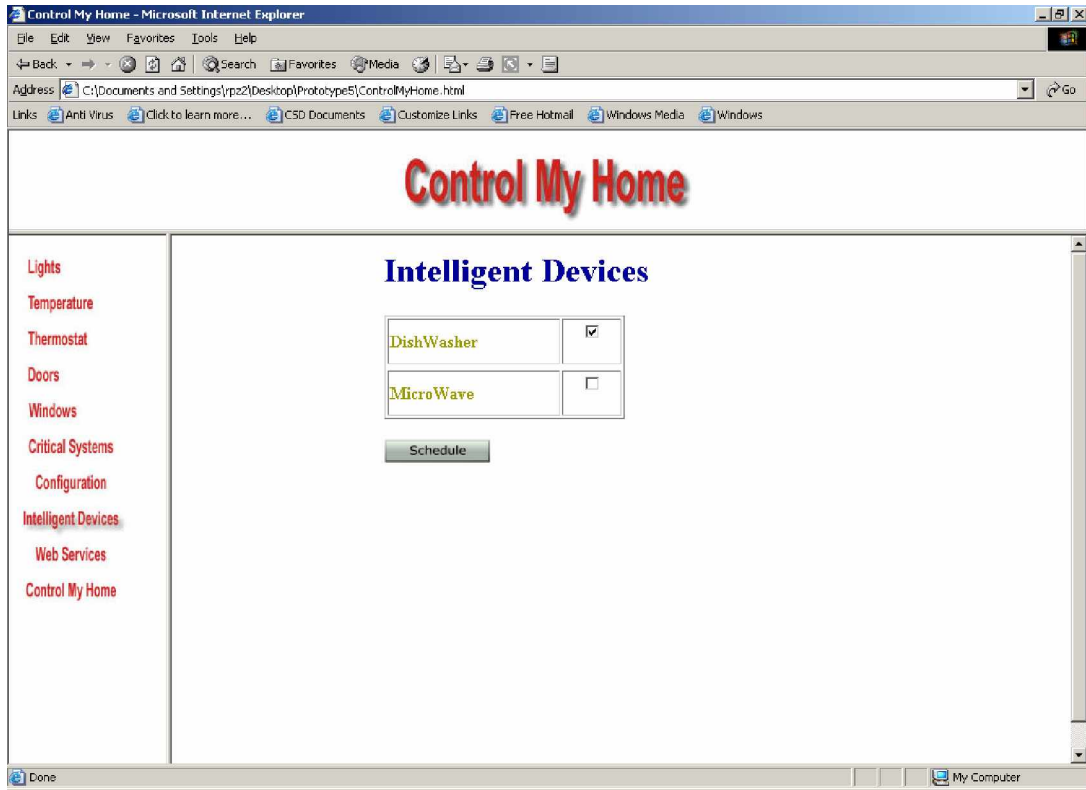 Control My Home - Microsoft Internet Explorer
File Edit View Favorites Tools Help
Back Search Favorites Media
Address C:\Documents and Settings\rpz2\Desktop\Prototype5\ControlMyHome.html Go
Links Anti Virus Click to learn more... CSD Documents Customize Links Free Hotmail Windows Media Windows
Control My Home
Lights
Temperature
Thermostat
Doors
Windows
Critical Systems
Configuration
Intelligent Devices
Web Services
Control My Home
Intelligent Devices
DishWasher
MicroWave
Schedule
Done My Computer